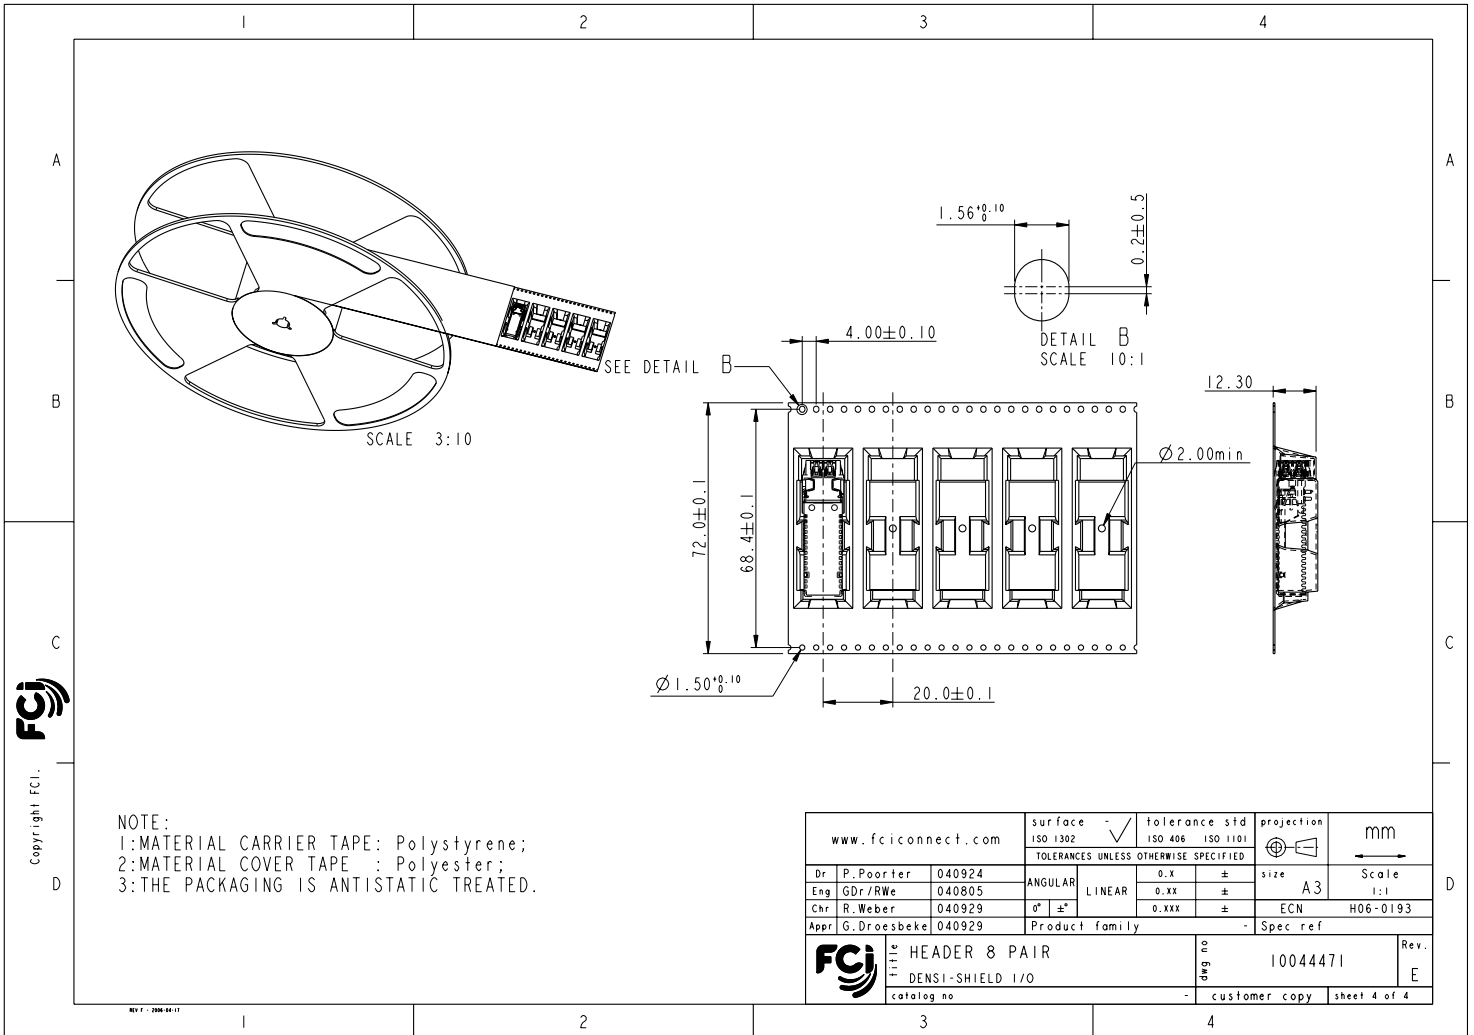 1 2 3 4
A A
B B
C C
D D
1.56+0.10 0
0.2±0.5
DETAIL B
SCALE 10:1
4.00±0.10
SEE DETAIL B
SCALE 3:10
12.30
Ø2.00min
72.0±0.1
68.4±0.1
Ø1.50+0.10 0
20.0±0.1
FCi
Copyright FCI.
NOTE:
1:MATERIAL CARRIER TAPE: Polystyrene;
2:MATERIAL COVER TAPE : Polyester;
3:THE PACKAGING IS ANTISTATIC TREATED.
www.fciconnect.com
surface -
ISO 1302
tolerance std
ISO 406 ISO 1101
projection
mm
TOLERANCES UNLESS OTHERWISE SPECIFIED
Dr P.Poorter 040924
Eng GDr/RWe 040805
Chr R.Weber 040929
Appr G.Droesbeke 040929
ANGULAR
0° ±°
LINEAR
0.X ±
0.XX ±
0.XXX ±
size A3
Scale
1:1
ECN H06-0193
Product family -
Spec ref
FCi
title HEADER 8 PAIR
DENSI-SHIELD I/O
dwg no 10044471
Rev. E
catalog no -
customer copy
sheet 4 of 4
REV F - 2006-04-17
1 2 3 4